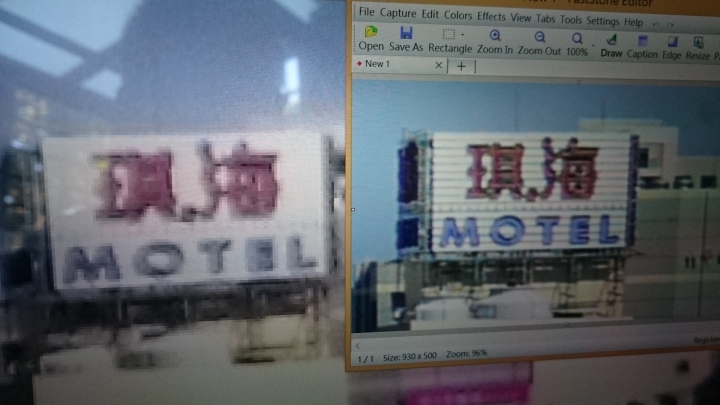 琪海
MOTEL
FastStone Editor
File Capture Edit Colors Effects View Tabs Tools Settings Help
Open Save As Rectangle Zoom In Zoom Out 100% Draw Caption Edge Resize
New 1
琪海
MOTEL
1 / 1 Size: 930 x 500 Zoom: 96%